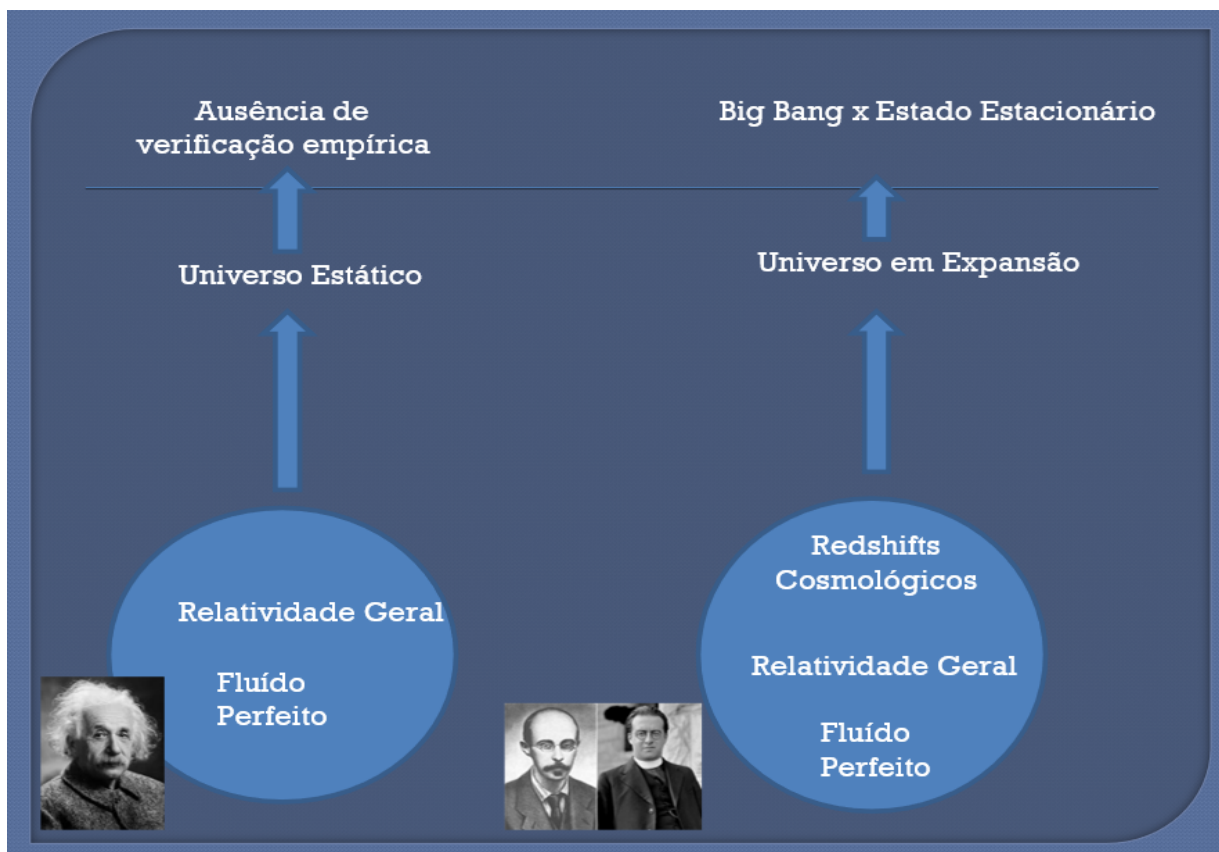 Ausência de
verificação empírica
Universo Estático
Relatividade Geral
Fluído
Perfeito
Big Bang x Estado Estacionário
Universo em Expansão
Redshifts
Cosmológicos
Relatividade Geral
Fluído
Perfeito